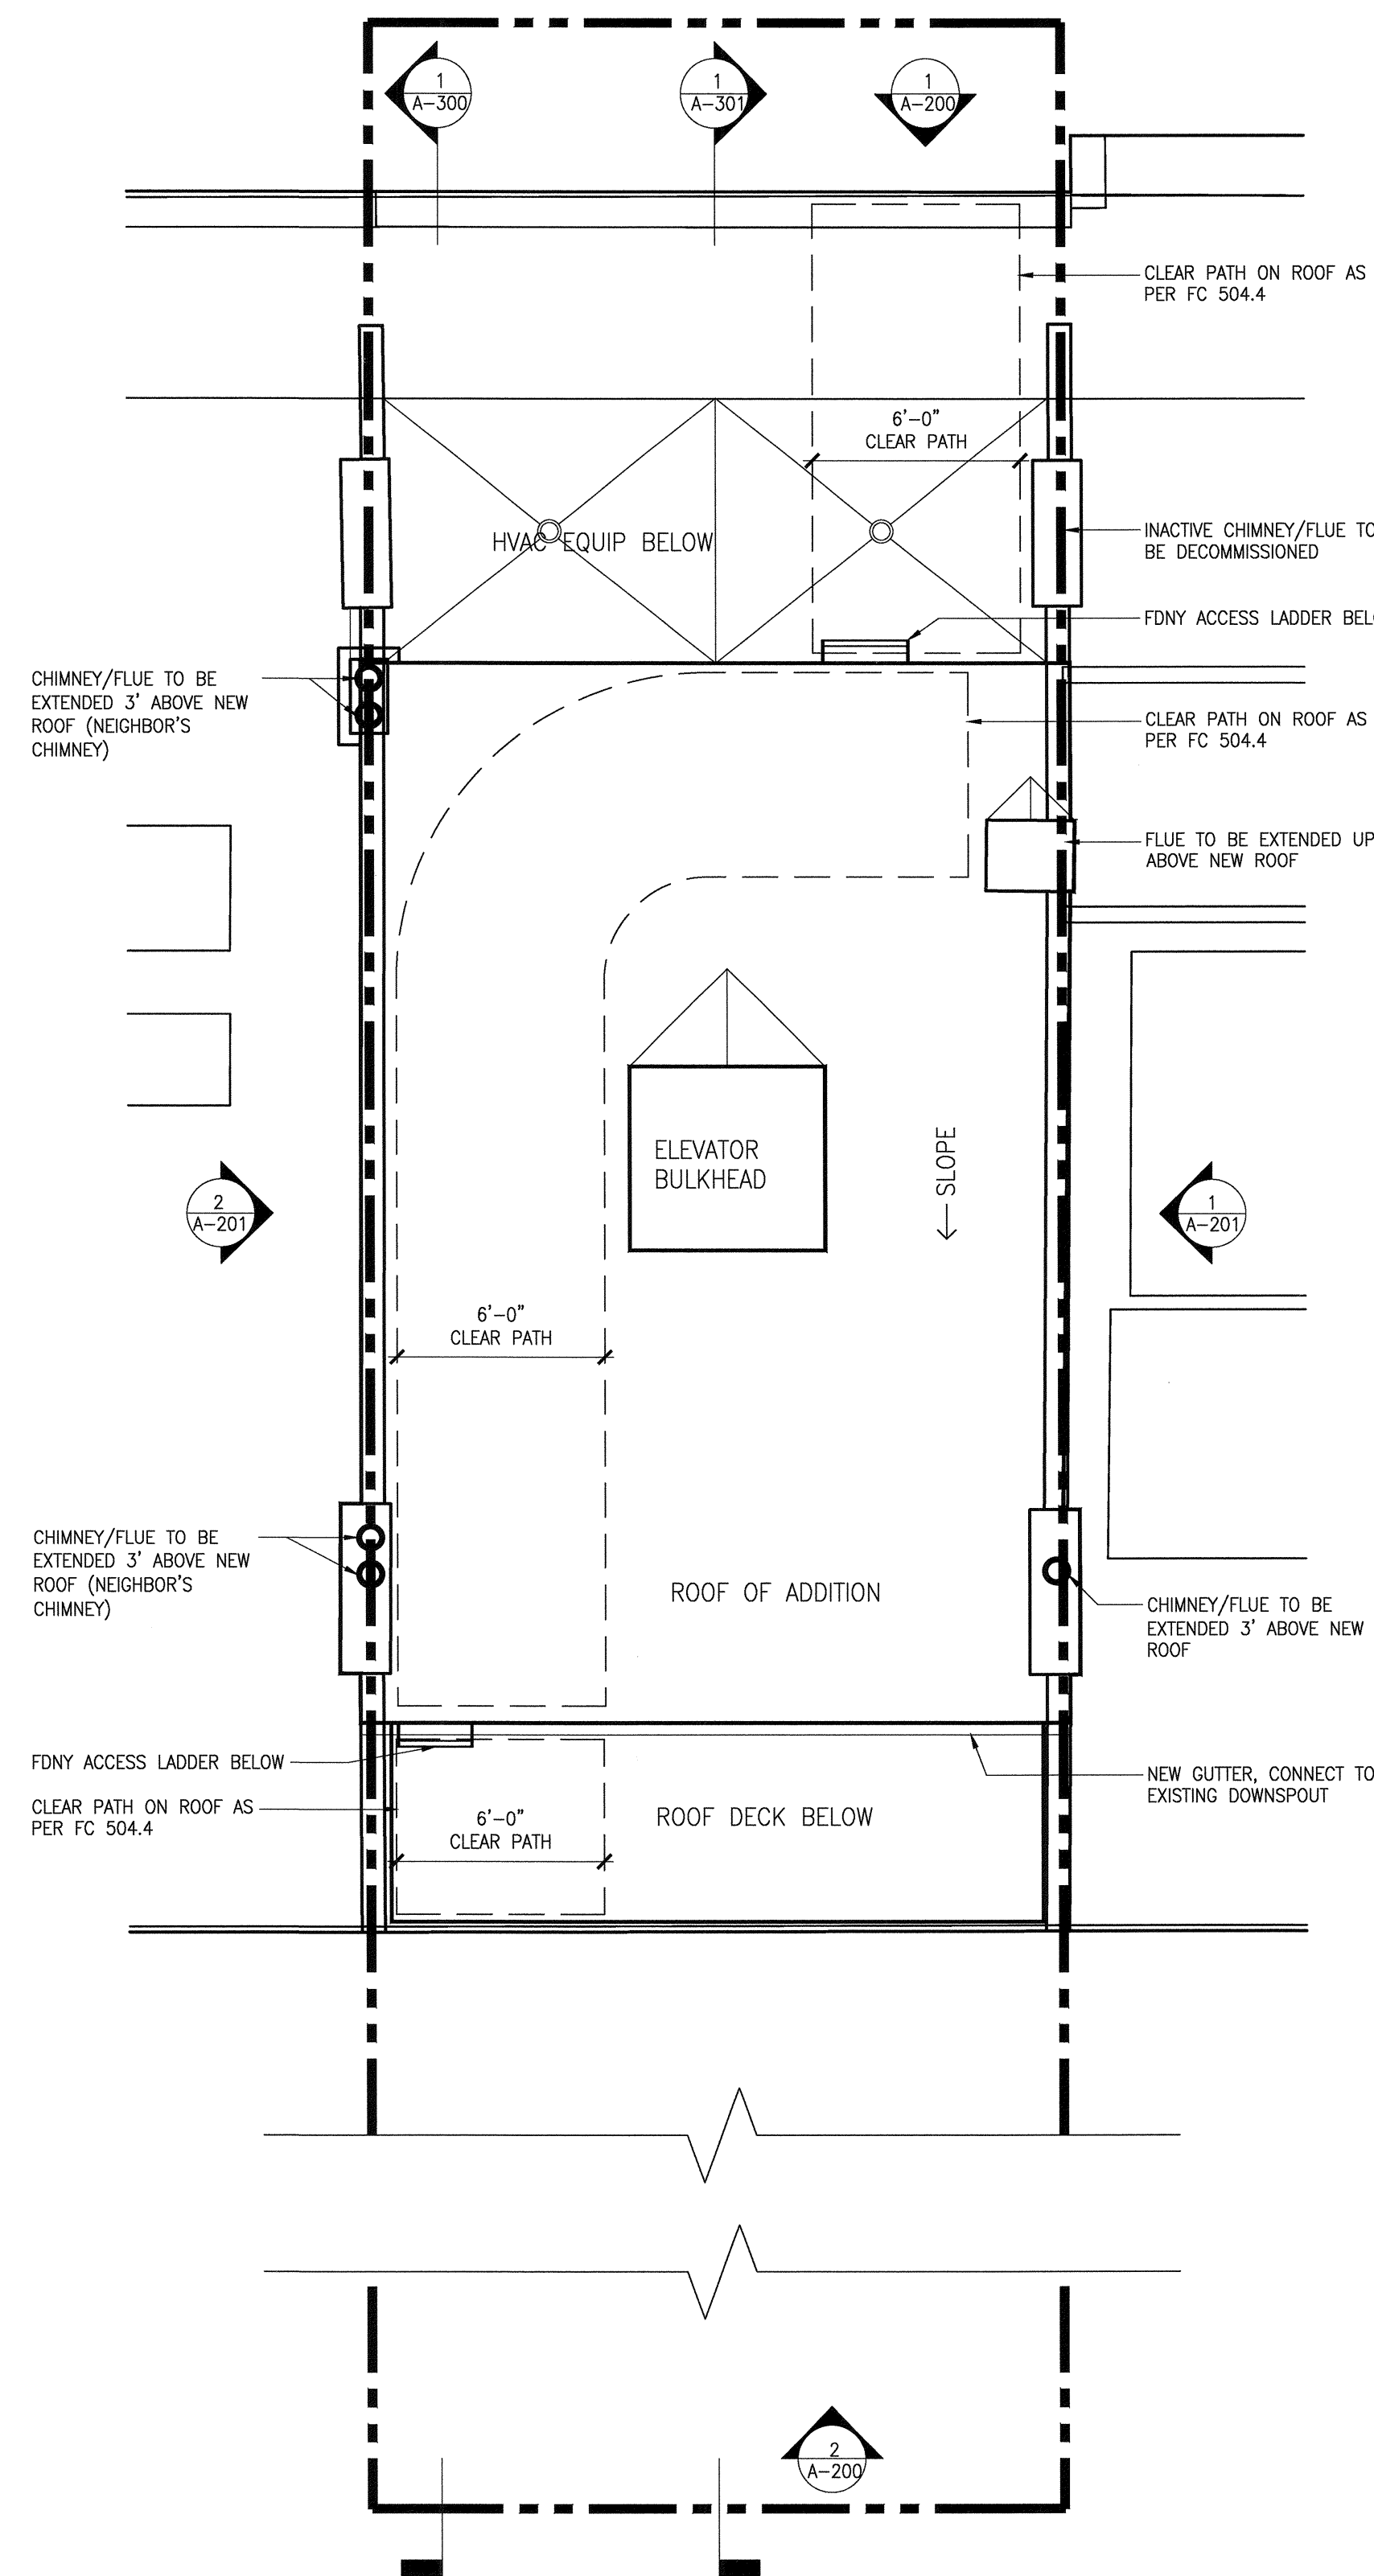 1
A-300
1
A-301
1
A-200
CLEAR PATH ON ROOF AS
PER FC 504.4
6'-0"
CLEAR PATH
HVAC EQUIP BELOW
INACTIVE CHIMNEY/FLUE TO
BE DECOMMISSIONED
FDNY ACCESS LADDER
CHIMNEY/FLUE TO BE
EXTENDED 3' ABOVE NEW
ROOF (NEIGHBOR'S
CHIMNEY)
CLEAR PATH ON ROOF AS
PER FC 504.4
FLUE TO BE EXTENDED UP
ABOVE NEW ROOF
ELEVATOR
BULKHEAD
SLOPE
2
A-201
1
A-201
6'-0"
CLEAR PATH
CHIMNEY/FLUE TO BE
EXTENDED 3' ABOVE NEW
ROOF (NEIGHBOR'S
CHIMNEY)
ROOF OF ADDITION
CHIMNEY/FLUE TO BE
EXTENDED 3' ABOVE NEW
ROOF
FDNY ACCESS LADDER BELOW
CLEAR PATH ON ROOF AS
PER FC 504.4
6'-0"
CLEAR PATH
ROOF DECK BELOW
NEW GUTTER, CONNECT TO
EXISTING DOWNSPOUT
2
A-200